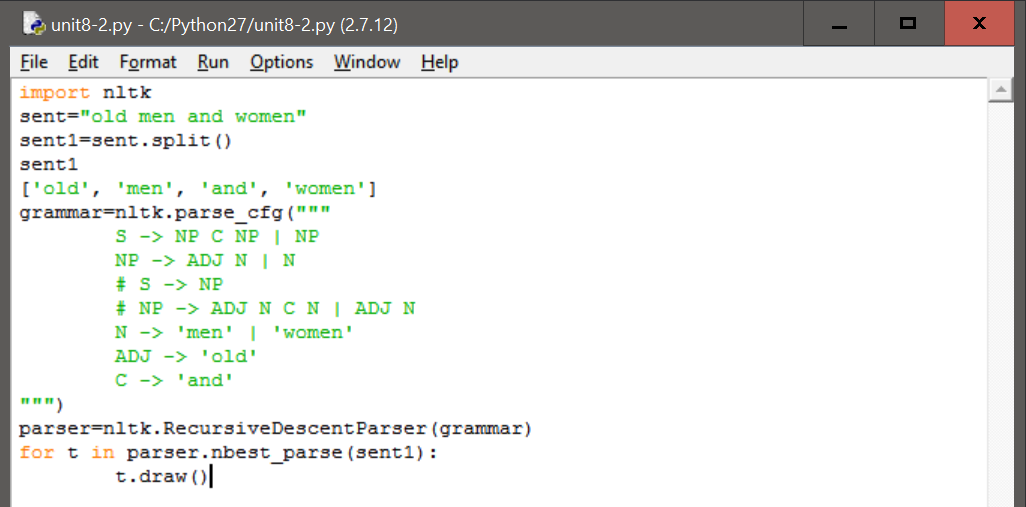 unit8-2.py - C:/Python27/unit8-2.py (2.7.12)
File Edit Format Run Options Window Help
import nltk
sent="old men and women"
sent1=sent.split()
sent1
['old', 'men', 'and', 'women']
grammar=nltk.parse_cfg("""
        S -> NP C NP | NP
        NP -> ADJ N | N
        # S -> NP
        # NP -> ADJ N C N | ADJ N
        N -> 'men' | 'women'
        ADJ -> 'old'
        C -> 'and'
""")
parser=nltk.RecursiveDescentParser(grammar)
for t in parser.nbest_parse(sent1):
        t.draw()